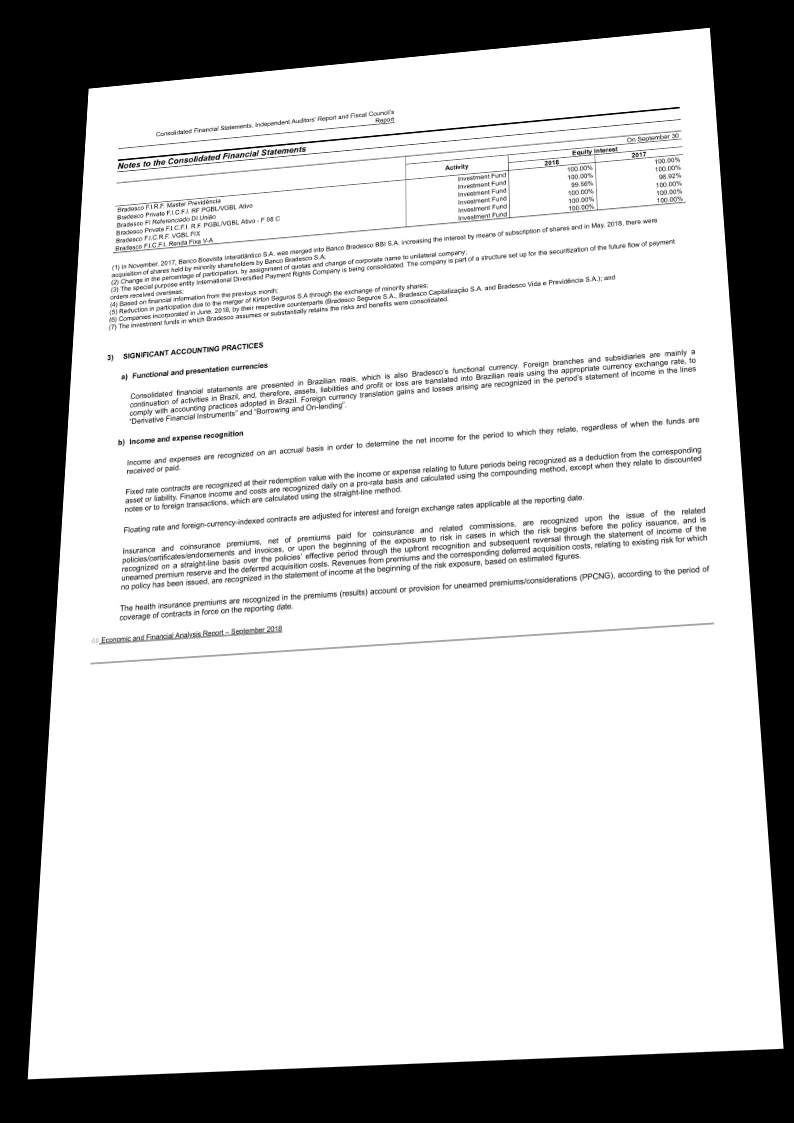 Consolidated Financial Statements, Independent Auditors' Report and Fiscal Council's
Report
Notes to the Consolidated Financial Statements
On September 30
Activity Equity interest
2018 2017
Bradesco F.I.R.F. Master Previdência Investment Fund 100.00% 100.00%
Bradesco Private F.I.C.F.I. RF PGBL/VGBL Ativo Investment Fund 100.00% 100.00%
Bradesco FI Referenciado DI União Investment Fund 99.56% 98.92%
Bradesco Private F.I.C.F.I. R.F. PGBL/VGBL Ativo - F 08 C Investment Fund 100.00% 100.00%
Bradesco F.I.C.R.F. VGBL FIX Investment Fund 100.00% 100.00%
Bradesco F.I.C.F.I. Renda Fixa V-A Investment Fund 100.00% 100.00%
(1) In November, 2017, Banco Boavista Interatlântico S.A. was merged into Banco Bradesco BBI S.A. increasing the interest by means of subscription of shares and in May, 2018, there were
acquisition of shares held by minority shareholders by Banco Bradesco S.A;
(2) Change in the percentage of participation, by assignment of quotas and change of corporate name to unilateral company;
(3) The special purpose entity International Diversified Payment Rights Company is being consolidated. The company is part of a structure set up for the securitization of the future flow of payment
orders received overseas;
(4) Based on financial information from the previous month;
(5) Reduction in participation due to the merger of Kirton Seguros S.A through the exchange of minority shares;
(6) Companies incorporated in June, 2018, by their respective counterparts (Bradesco Seguros S.A., Bradesco Capitalização S.A. and Bradesco Vida e Previdência S.A.); and
(7) The investment funds in which Bradesco assumes or substantially retains the risks and benefits were consolidated.
3) SIGNIFICANT ACCOUNTING PRACTICES
a) Functional and presentation currencies
Consolidated financial statements are presented in Brazilian reais, which is also Bradesco's functional currency. Foreign branches and subsidiaries are mainly a
continuation of activities in Brazil, and, therefore, assets, liabilities and profit or loss are translated into Brazilian reais using the appropriate currency exchange rate, to
comply with accounting practices adopted in Brazil. Foreign currency translation gains and losses arising are recognized in the period's statement of income in the lines
"Derivative Financial Instruments" and "Borrowing and On-lending".
b) Income and expense recognition
Income and expenses are recognized on an accrual basis in order to determine the net income for the period to which they relate, regardless of when the funds are
received or paid.
Fixed rate contracts are recognized at their redemption value with the income or expense relating to future periods being recognized as a deduction from the corresponding
asset or liability. Finance income and costs are recognized daily on a pro-rata basis and calculated using the compounding method, except when they relate to discounted
notes or to foreign transactions, which are calculated using the straight-line method.
Floating rate and foreign-currency-indexed contracts are adjusted for interest and foreign exchange rates applicable at the reporting date.
Insurance and coinsurance premiums, net of premiums paid for coinsurance and related commissions, are recognized upon the issue of the related
policies/certificates/endorsements and invoices, or upon the beginning of the exposure to risk in cases in which the risk begins before the policy issuance, and is
recognized on a straight-line basis over the policies' effective period through the upfront recognition and subsequent reversal through the statement of income of the
unearned premium reserve and the deferred acquisition costs. Revenues from premiums and the corresponding deferred acquisition costs, relating to existing risk for which
no policy has been issued, are recognized in the statement of income at the beginning of the risk exposure, based on estimated figures.
The health insurance premiums are recognized in the premiums (results) account or provision for unearned premiums/considerations (PPCNG), according to the period of
coverage of contracts in force on the reporting date.
68 Economic and Financial Analysis Report – September 2018